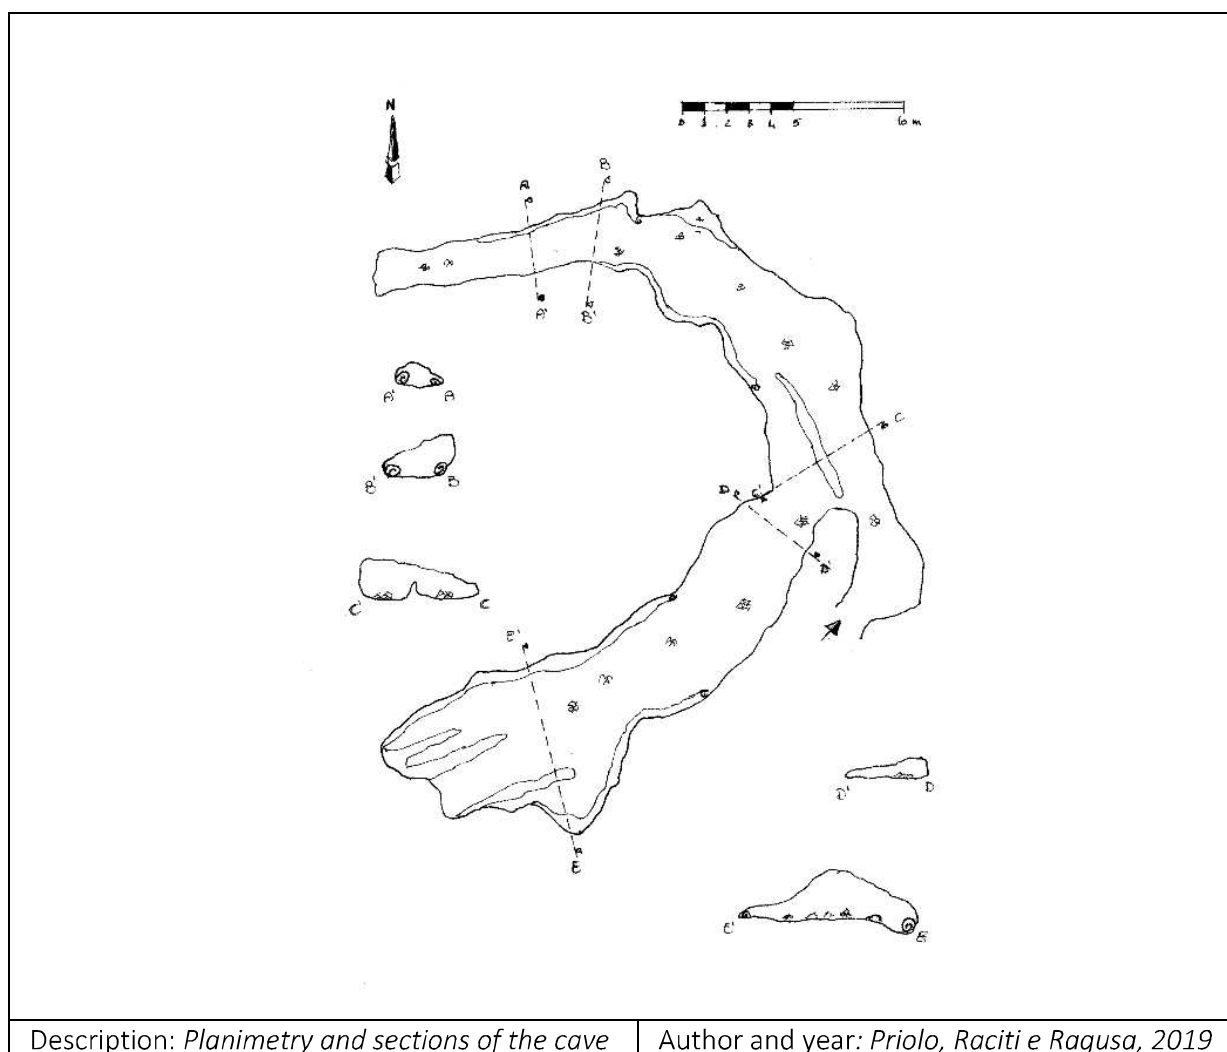 N
0 1 2 3 4 5 10 m
A
B
A'
B'
A' A
B' B
C
D C'
D'
C' C
E'
D' D
E
E' E
Description: Planimetry and sections of the cave
Author and year: Priolo, Raciti e Ragusa, 2019